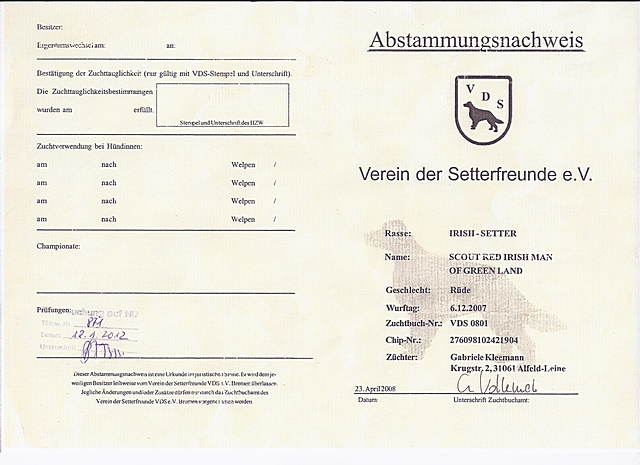 Besitzer:
Eigentumswechsel am: an:
Bestätigung der Zuchttauglichkeit (nur gültig mit VDS-Stempel und Unterschrift).
Die Zuchttauglichkeitsbestimmungen
wurden am erfüllt.
Stempel und Unterschrift des HZW
Zuchtverwendung bei Hündinnen:
am nach Welpen /
am nach Welpen /
am nach Welpen /
am nach Welpen /
Championate:
Prüfungen:
871
Datum 12.1.2012
Unterschrift
Dieser Abstammungsnachweis ist eine Urkunde im juristischen Sinne. Er wird dem je-
weiligen Besitzer leihweise vom Verein der Setterfreunde VDS e.V. Bremen überlassen.
Jegliche Änderungen und/oder Zusätze dürfen nur durch das Zuchtbuchamt des
Verein der Setterfreunde VDS e.V. Bremen vorgenommen werden
Abstammungsnachweis
V D S
Verein der Setterfreunde e.V.
Rasse: IRISH - SETTER
Name: SCOUT RED IRISH MAN
OF GREEN LAND
Geschlecht: Rüde
Wurftag: 6.12.2007
Zuchtbuch-Nr.: VDS 0801
Chip-Nr.: 276098102421904
Züchter: Gabriele Kleemann
Krugstr. 2, 31061 Alfeld-Leine
23. April 2008
Datum: Unterschrift Zuchtbuchamt: